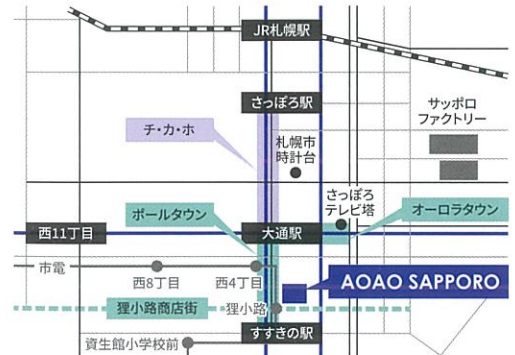 JR札幌駅
さっぽろ駅
サッポロ
ファクトリー
チ・カ・ホ
札幌市
時計台
さっぽろ
テレビ塔
ポールタウン
オーロラタウン
西11丁目
大通駅
市電
西8丁目
西4丁目
AOAO SAPPORO
狸小路商店街
狸小路
すすきの駅
資生館小学校前